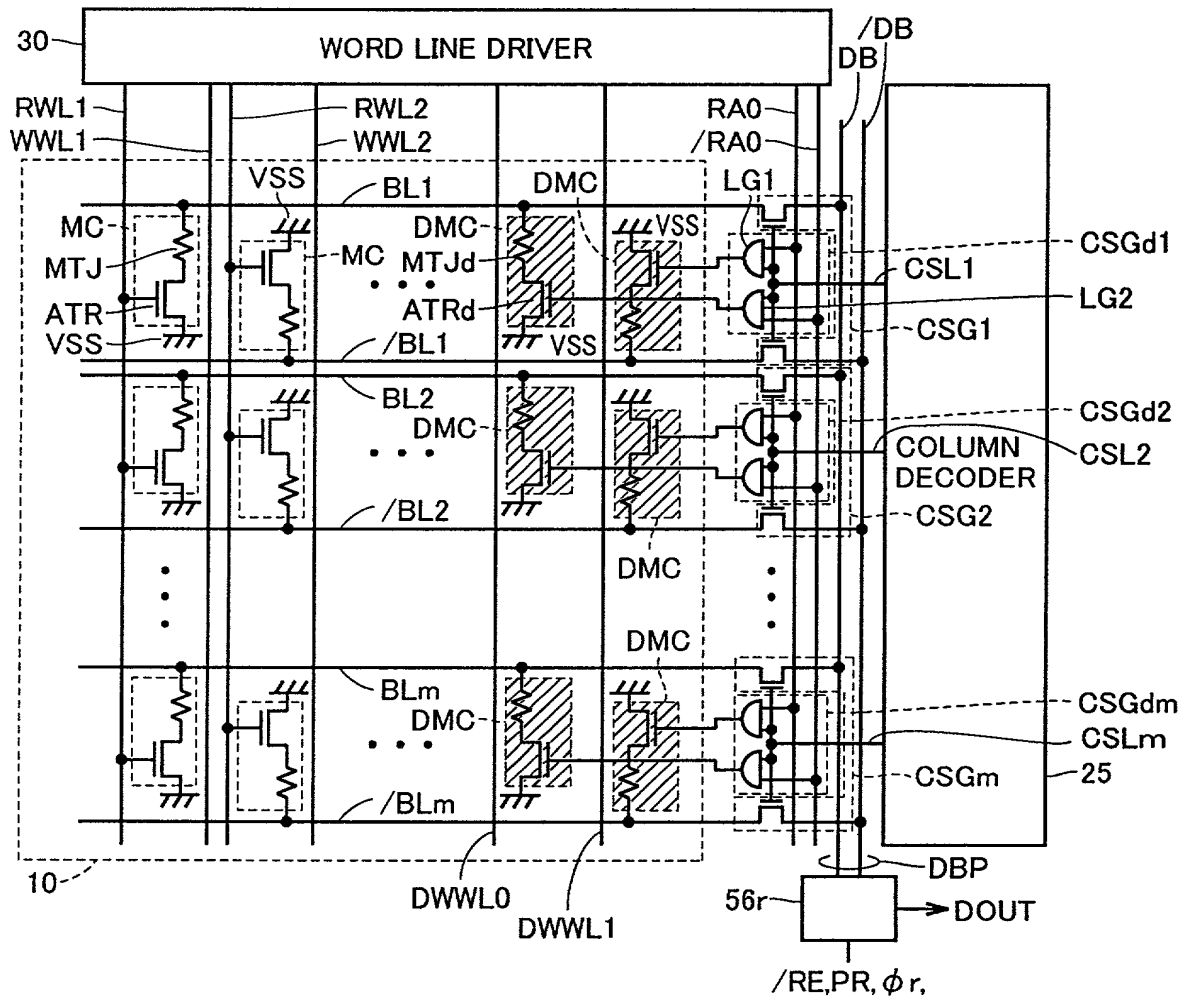 30
WORD LINE DRIVER
/DB
DB
RWL1
WWL1
RWL2
WWL2
RA0
/RA0
VSS
BL1
DMC
LG1
MC
MTJ
ATR
VSS
MC
DMC
MTJd
ATRd
VSS
VSS
CSGd1
CSL1
LG2
CSG1
/BL1
BL2
DMC
CSGd2
CSL2
COLUMN
DECODER
/BL2
CSG2
DMC
DMC
BLm
DMC
CSGdm
CSLm
CSGm
25
/BLm
10
DWWL0
DWWL1
DBP
56r
DOUT
/RE,PR, φr,